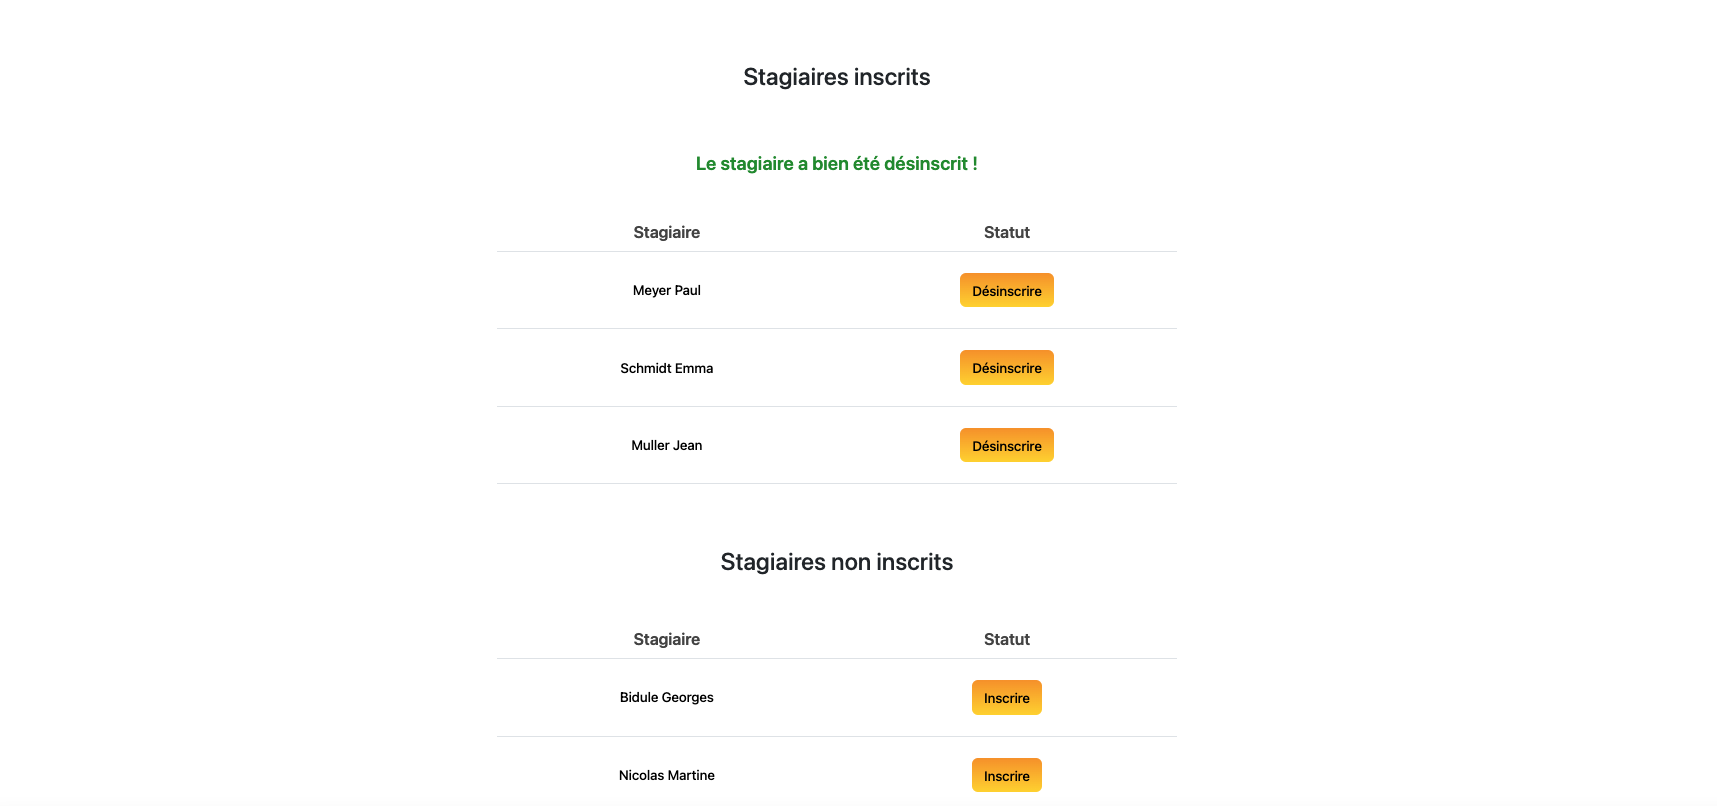 Stagiaires inscrits
Le stagiaire a bien été désinscrit !
Stagiaire Statut
Meyer Paul Désinscrire
Schmidt Emma Désinscrire
Muller Jean Désinscrire
Stagiaires non inscrits
Stagiaire Statut
Bidule Georges Inscrire
Nicolas Martine Inscrire